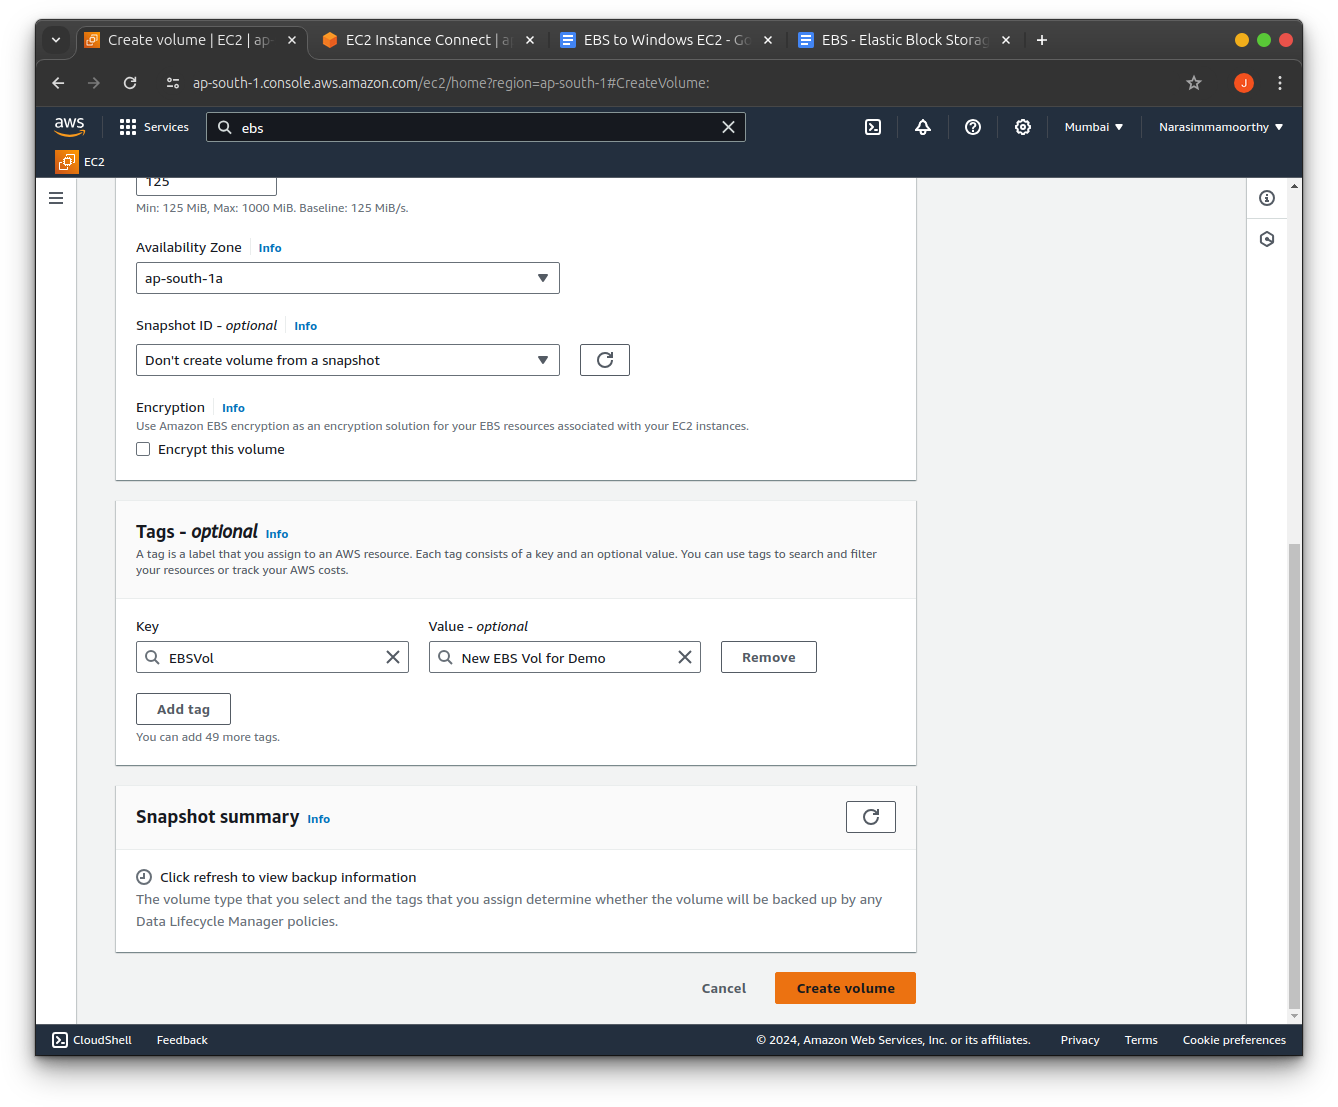 Create volume | EC2 | ap-
EC2 Instance Connect | a
EBS to Windows EC2 - Go
EBS - Elastic Block Storag
ap-south-1.console.aws.amazon.com/ec2/home?region=ap-south-1#CreateVolume:
J
aws
Services
ebs
Mumbai
Narasimmamoorthy
EC2
125
Min: 125 MiB, Max: 1000 MiB. Baseline: 125 MiB/s.
Availability Zone Info
ap-south-1a
Snapshot ID - optional Info
Don't create volume from a snapshot
Encryption Info
Use Amazon EBS encryption as an encryption solution for your EBS resources associated with your EC2 instances.
Encrypt this volume
Tags - optional Info
A tag is a label that you assign to an AWS resource. Each tag consists of a key and an optional value. You can use tags to search and filter
your resources or track your AWS costs.
Key
Value - optional
EBSVol
New EBS Vol for Demo
Remove
Add tag
You can add 49 more tags.
Snapshot summary Info
Click refresh to view backup information
The volume type that you select and the tags that you assign determine whether the volume will be backed up by any
Data Lifecycle Manager policies.
Cancel
Create volume
CloudShell
Feedback
© 2024, Amazon Web Services, Inc. or its affiliates.
Privacy
Terms
Cookie preferences